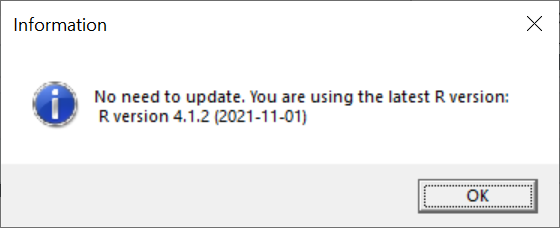 Information
No need to update. You are using the latest R version:
R version 4.1.2 (2021-11-01)
OK